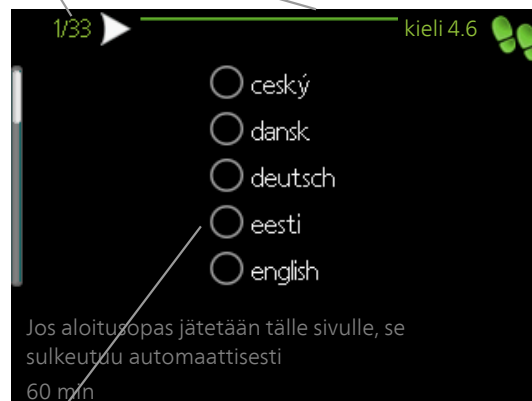 1/33
kieli 4.6
ceský
dansk
deutsch
eesti
english
Jos aloitusopas jätetään tälle sivulle, se
sulkeutuu automaattisesti
60 min